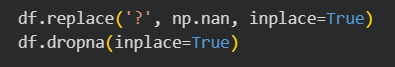 df.replace('?', np.nan, inplace=True)
df.dropna(inplace=True)